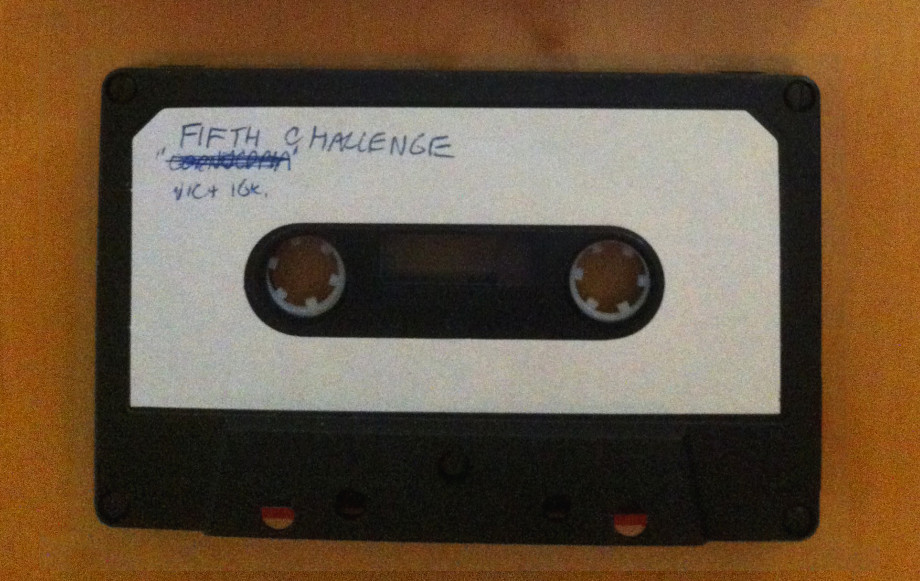 FIFTH CHALLENGE
VIC + 16K.